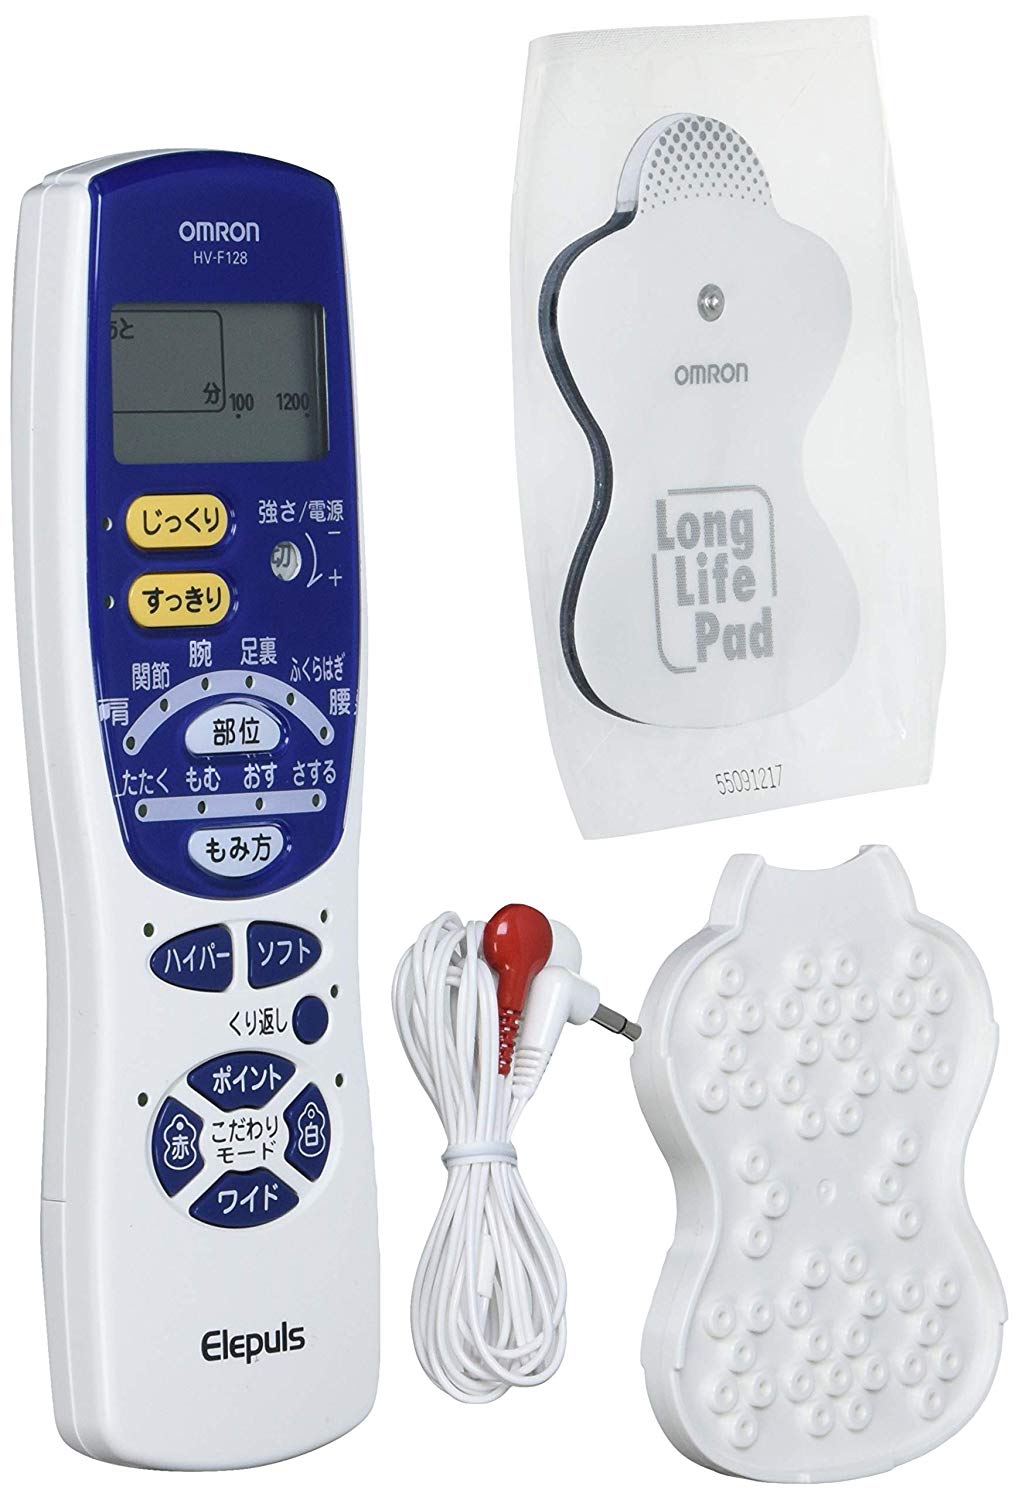 OMRON
HV-F128
あと
分
100 1200
じっくり
強さ/電源
切
－
＋
すっきり
肩
関節
腕
足裏
ふくらはぎ
腰
部位
たたく もむ おす さする
もみ方
ハイパー ソフト
くり返し
ポイント
赤
こだわり
モード
白
ワイド
Elepuls
OMRON
Long
Life
Pad
55091217